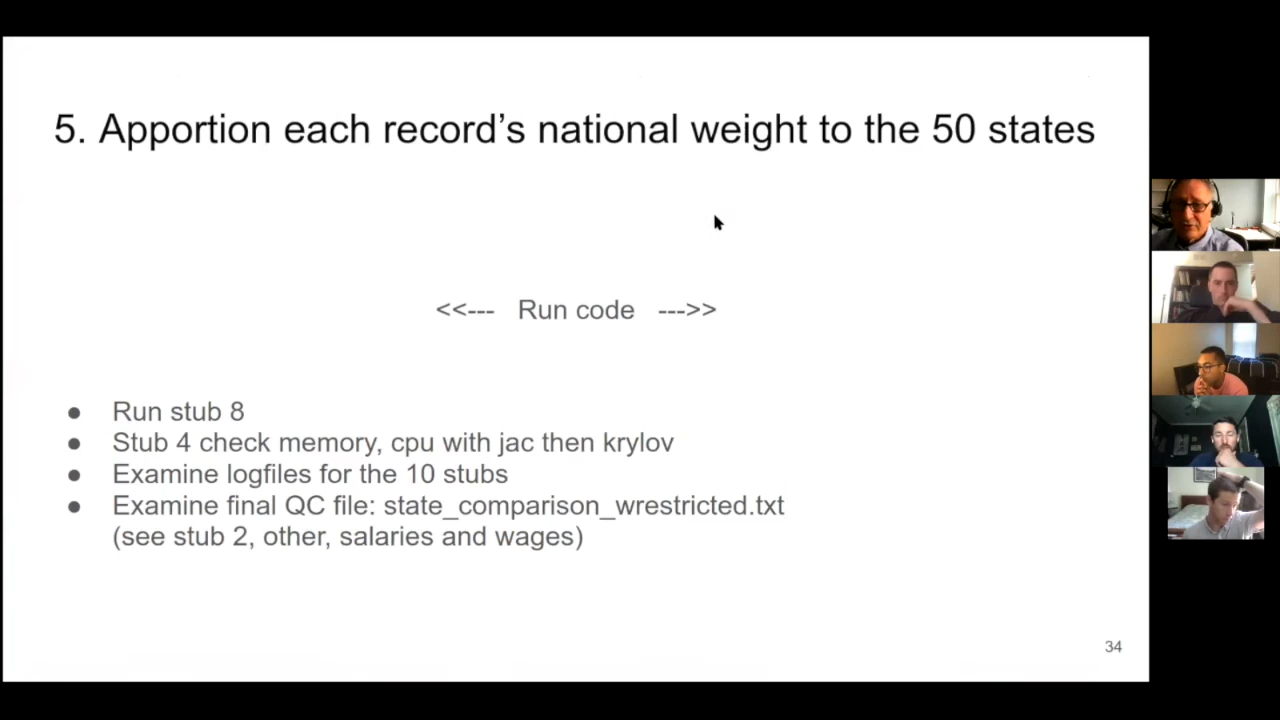 5. Apportion each record’s national weight to the 50 states
<<--- Run code --->>
● Run stub 8
● Stub 4 check memory, cpu with jac then krylov
● Examine logfiles for the 10 stubs
● Examine final QC file: state_comparison_wrestricted.txt
(see stub 2, other, salaries and wages)
34